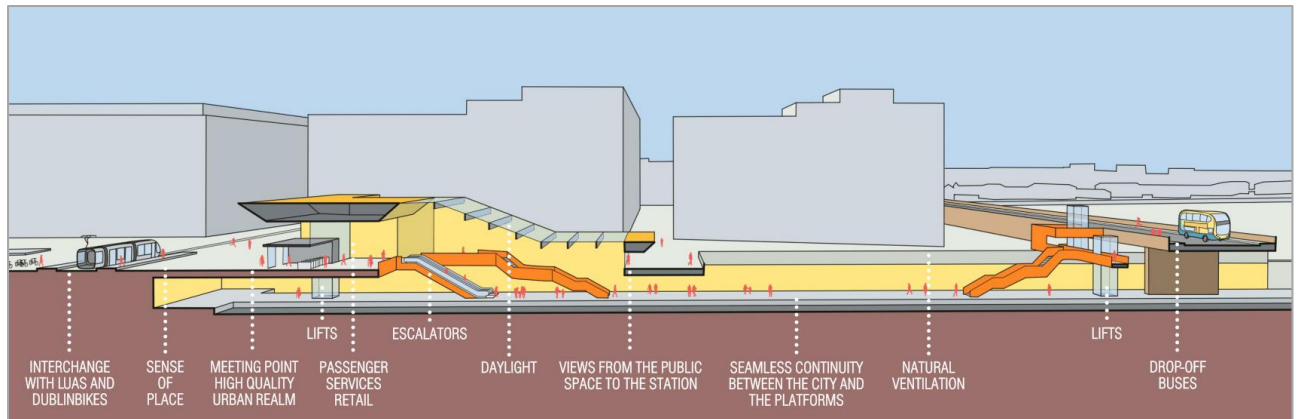 LIFTS
ESCALATORS
LIFTS
INTERCHANGE
WITH LUAS AND
DUBLINBIKES
SENSE
OF
PLACE
MEETING POINT
HIGH QUALITY
URBAN REALM
PASSENGER
SERVICES
RETAIL
DAYLIGHT
VIEWS FROM THE PUBLIC
SPACE TO THE STATION
SEAMLESS CONTINUITY
BETWEEN THE CITY AND
THE PLATFORMS
NATURAL
VENTILATION
DROP-OFF
BUSES